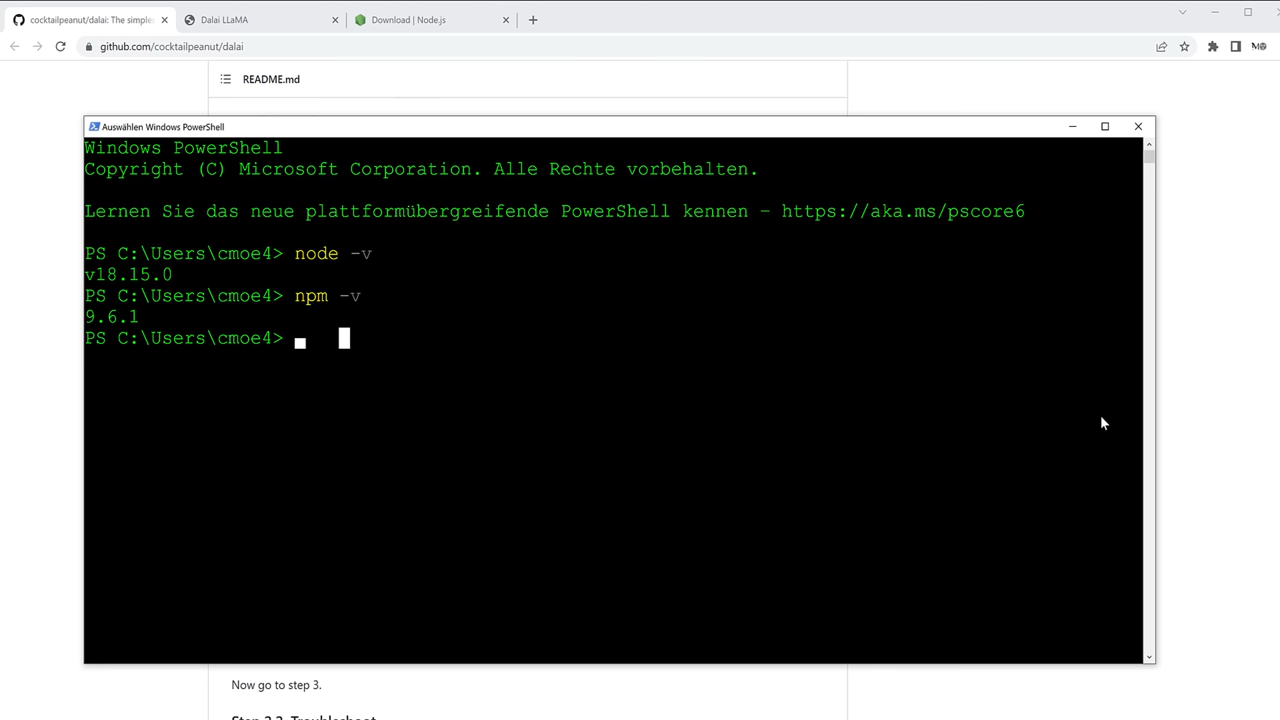 cocktailpeanut/dalai: The simple
Dalai LLaMA
Download | Node.js
github.com/cocktailpeanut/dalai
README.md
Auswählen Windows PowerShell
Windows PowerShell
Copyright (C) Microsoft Corporation. Alle Rechte vorbehalten.
Lernen Sie das neue plattformübergreifende PowerShell kennen – https://aka.ms/pscore6
PS C:\Users\cmoe4> node -v
v18.15.0
PS C:\Users\cmoe4> npm -v
9.6.1
PS C:\Users\cmoe4>
Now go to step 3.
Step 2.2. Troubleshoot